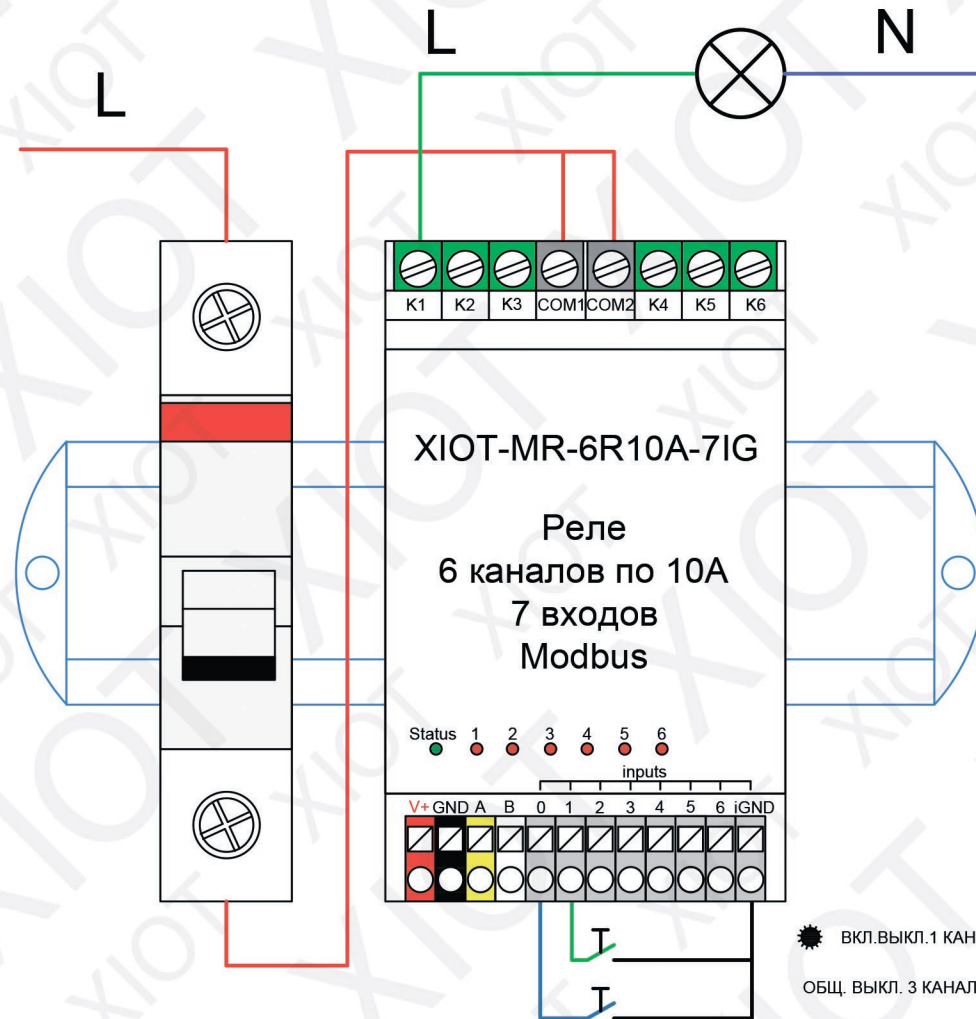 L
L
N
K1 K2 K3 COM1 COM2 K4 K5 K6
XIOT-MR-6R10A-7IG
Реле
6 каналов по 10А
7 входов
Modbus
Status 1 2 3 4 5 6
inputs
V+ GND A B 0 1 2 3 4 5 6 iGND
ВКЛ.ВЫКЛ.1 КАН
ОБЩ. ВЫКЛ. 3 КАНАЛ
XIOT